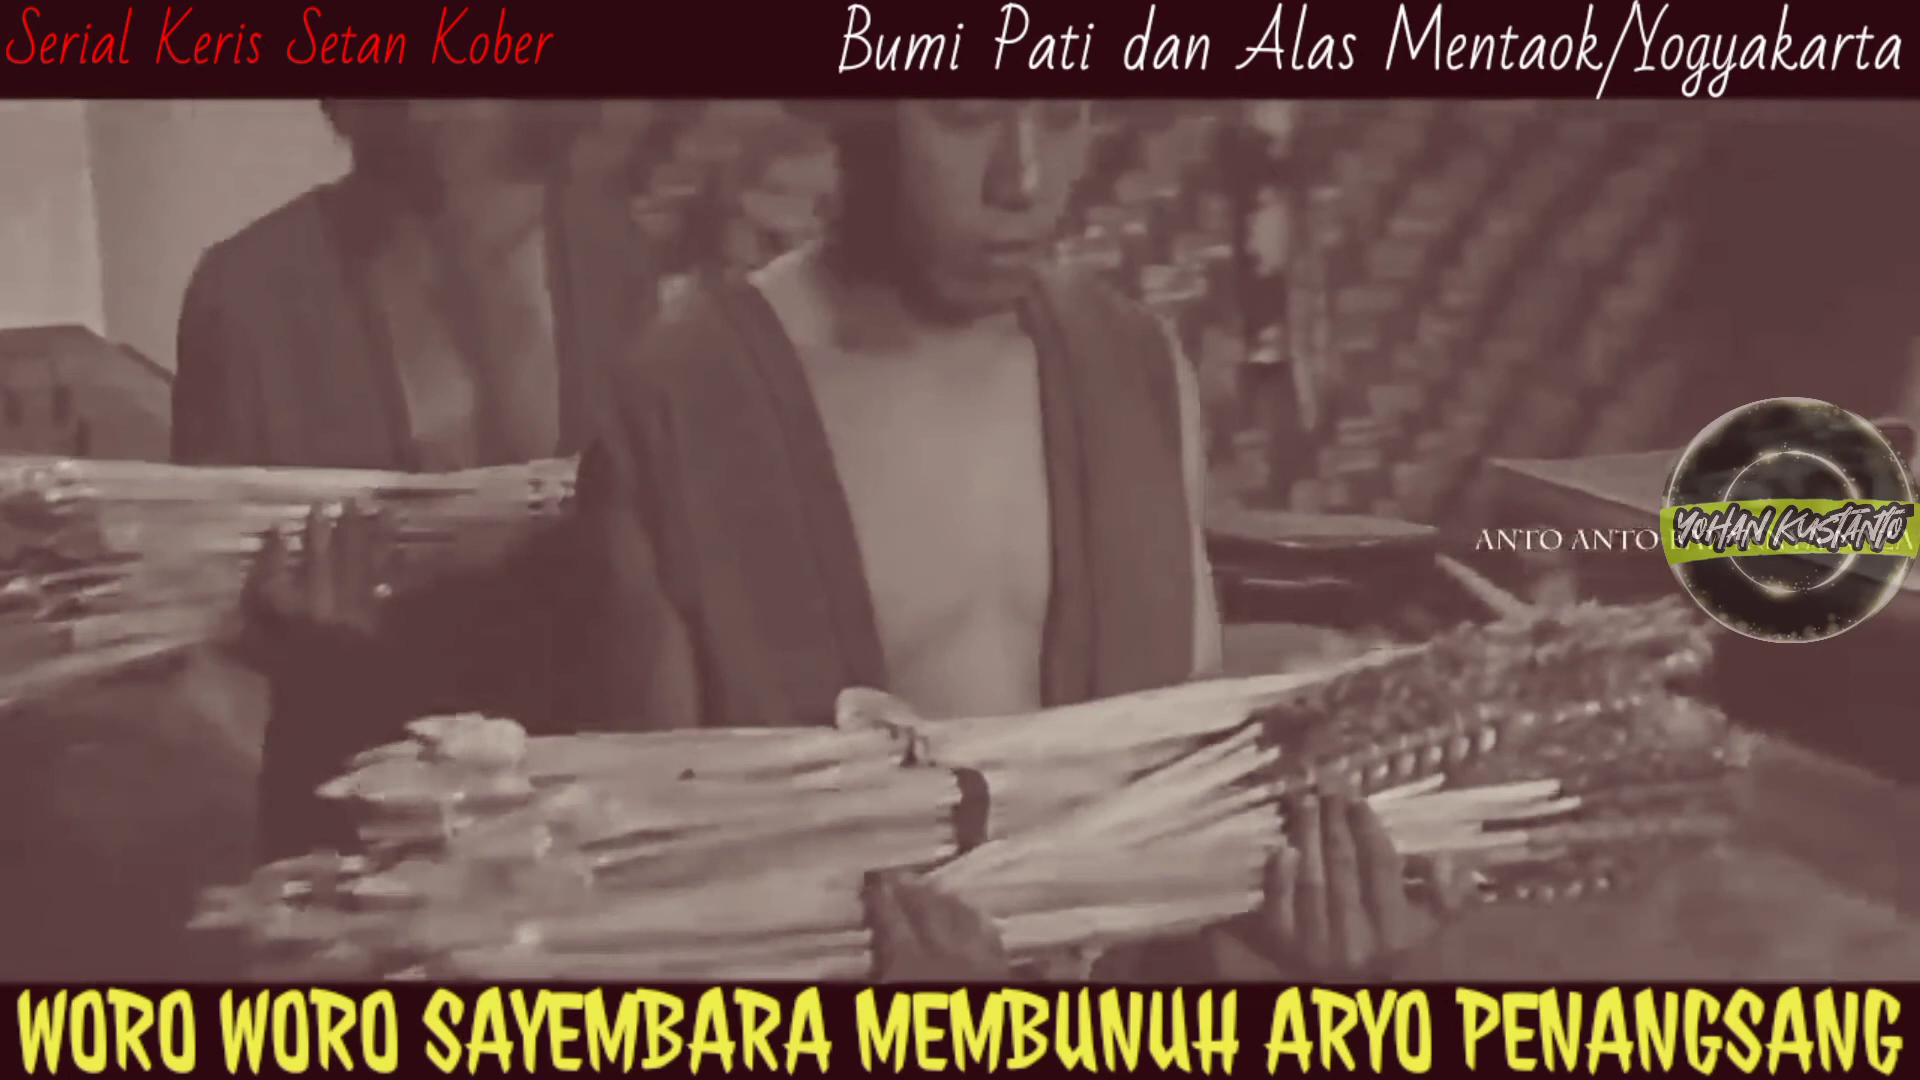 Serial Keris Setan Kober
Bumi Pati dan Alas Mentaok/Yogyakarta
ANTO ANTO
YOHAN KUSTANTO
WORO WORO SAYEMBARA MEMBUNUH ARYO PENANGSANG